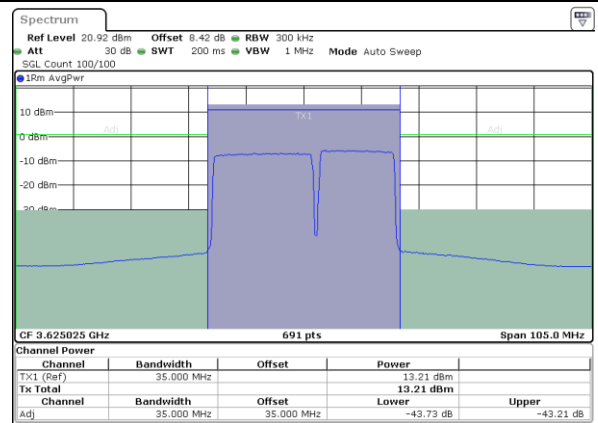 Spectrum
Ref Level 20.92 dBm Offset 8.42 dB RBW 300 kHz
Att 30 dB SWT 200 ms VBW 1 MHz Mode Auto Sweep
SGL Count 100/100
1Rm AvgPwr
10 dBm
TX1
Adj Adj
0 dBm
-10 dBm
-20 dBm
-30 dBm
CF 3.625025 GHz 691 pts Span 105.0 MHz
Channel Power
Channel Bandwidth Offset Power
TX1 (Ref) 35.000 MHz 13.21 dBm
Tx Total 13.21 dBm
Channel Bandwidth Offset Lower Upper
Adj 35.000 MHz 35.000 MHz -43.73 dB -43.21 dB